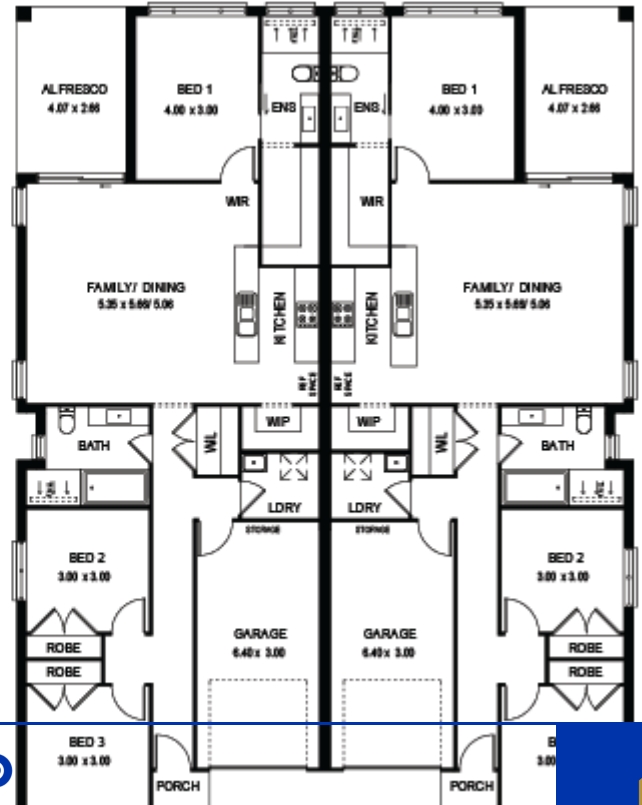 ALFRESCO
4.07 x 2.66
BED 1
4.00 x 3.00
ENS
ENS
BED 1
4.00 x 3.00
ALFRESCO
4.07 x 2.66
WIR
WIR
FAMILY/ DINING
5.35 x 5.66/ 5.06
KITCHEN
KITCHEN
FAMILY/ DINING
5.35 x 5.66/ 5.06
REF
SPACE
REF
SPACE
BATH
WIL
WIP
WIP
WIL
BATH
LDRY
LDRY
STORAGE
STORAGE
BED 2
3.00 x 3.00
BED 2
3.00 x 3.00
GARAGE
6.40 x 3.00
GARAGE
6.40 x 3.00
ROBE
ROBE
ROBE
ROBE
BED 3
3.00 x 3.00
PORCH
PORCH